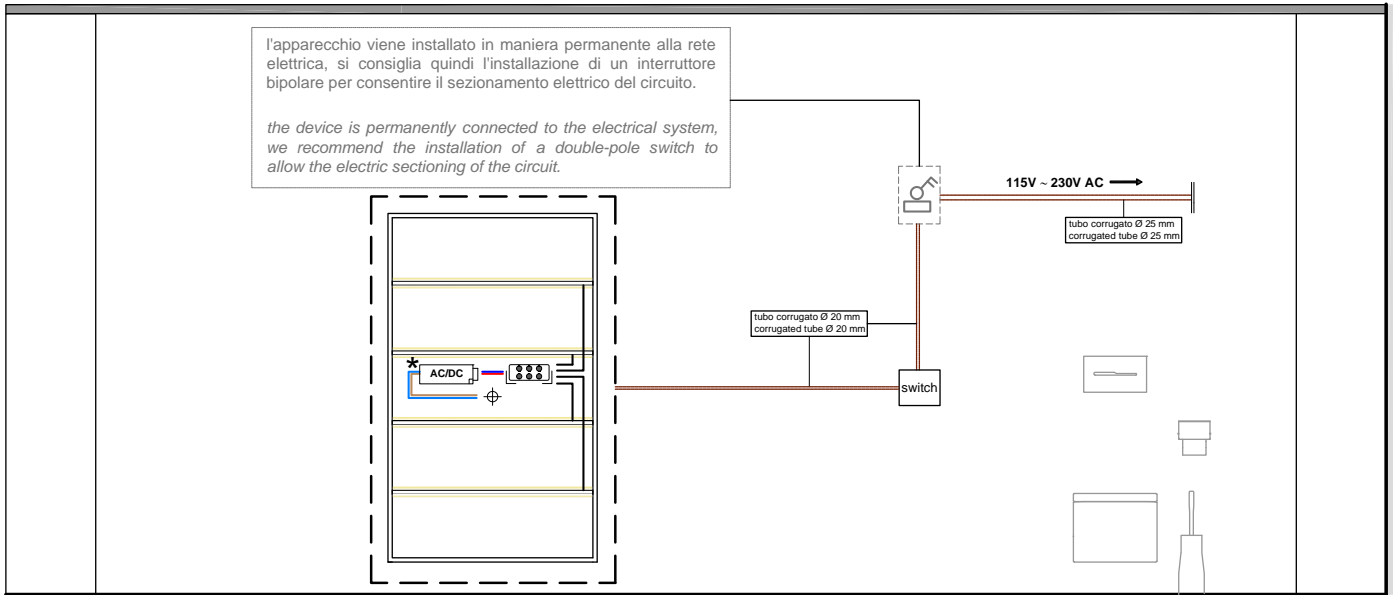 l'apparecchio viene installato in maniera permanente alla rete
elettrica, si consiglia quindi l'installazione di un interruttore
bipolare per consentire il sezionamento elettrico del circuito.
the device is permanently connected to the electrical system,
we recommend the installation of a double-pole switch to
allow the electric sectioning of the circuit.
115V ~ 230V AC
tubo corrugato Ø 25 mm
corrugated tube Ø 25 mm
tubo corrugato Ø 20 mm
corrugated tube Ø 20 mm
* AC/DC
switch